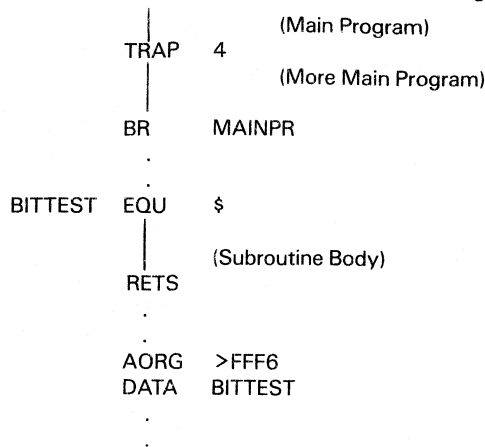 (Main Program)
TRAP 4
(More Main Program)
BR MAINPR
.
.
BITTEST EQU $
(Subroutine Body)
RETS
.
.
AORG >FFF6
DATA BITTEST
.
.